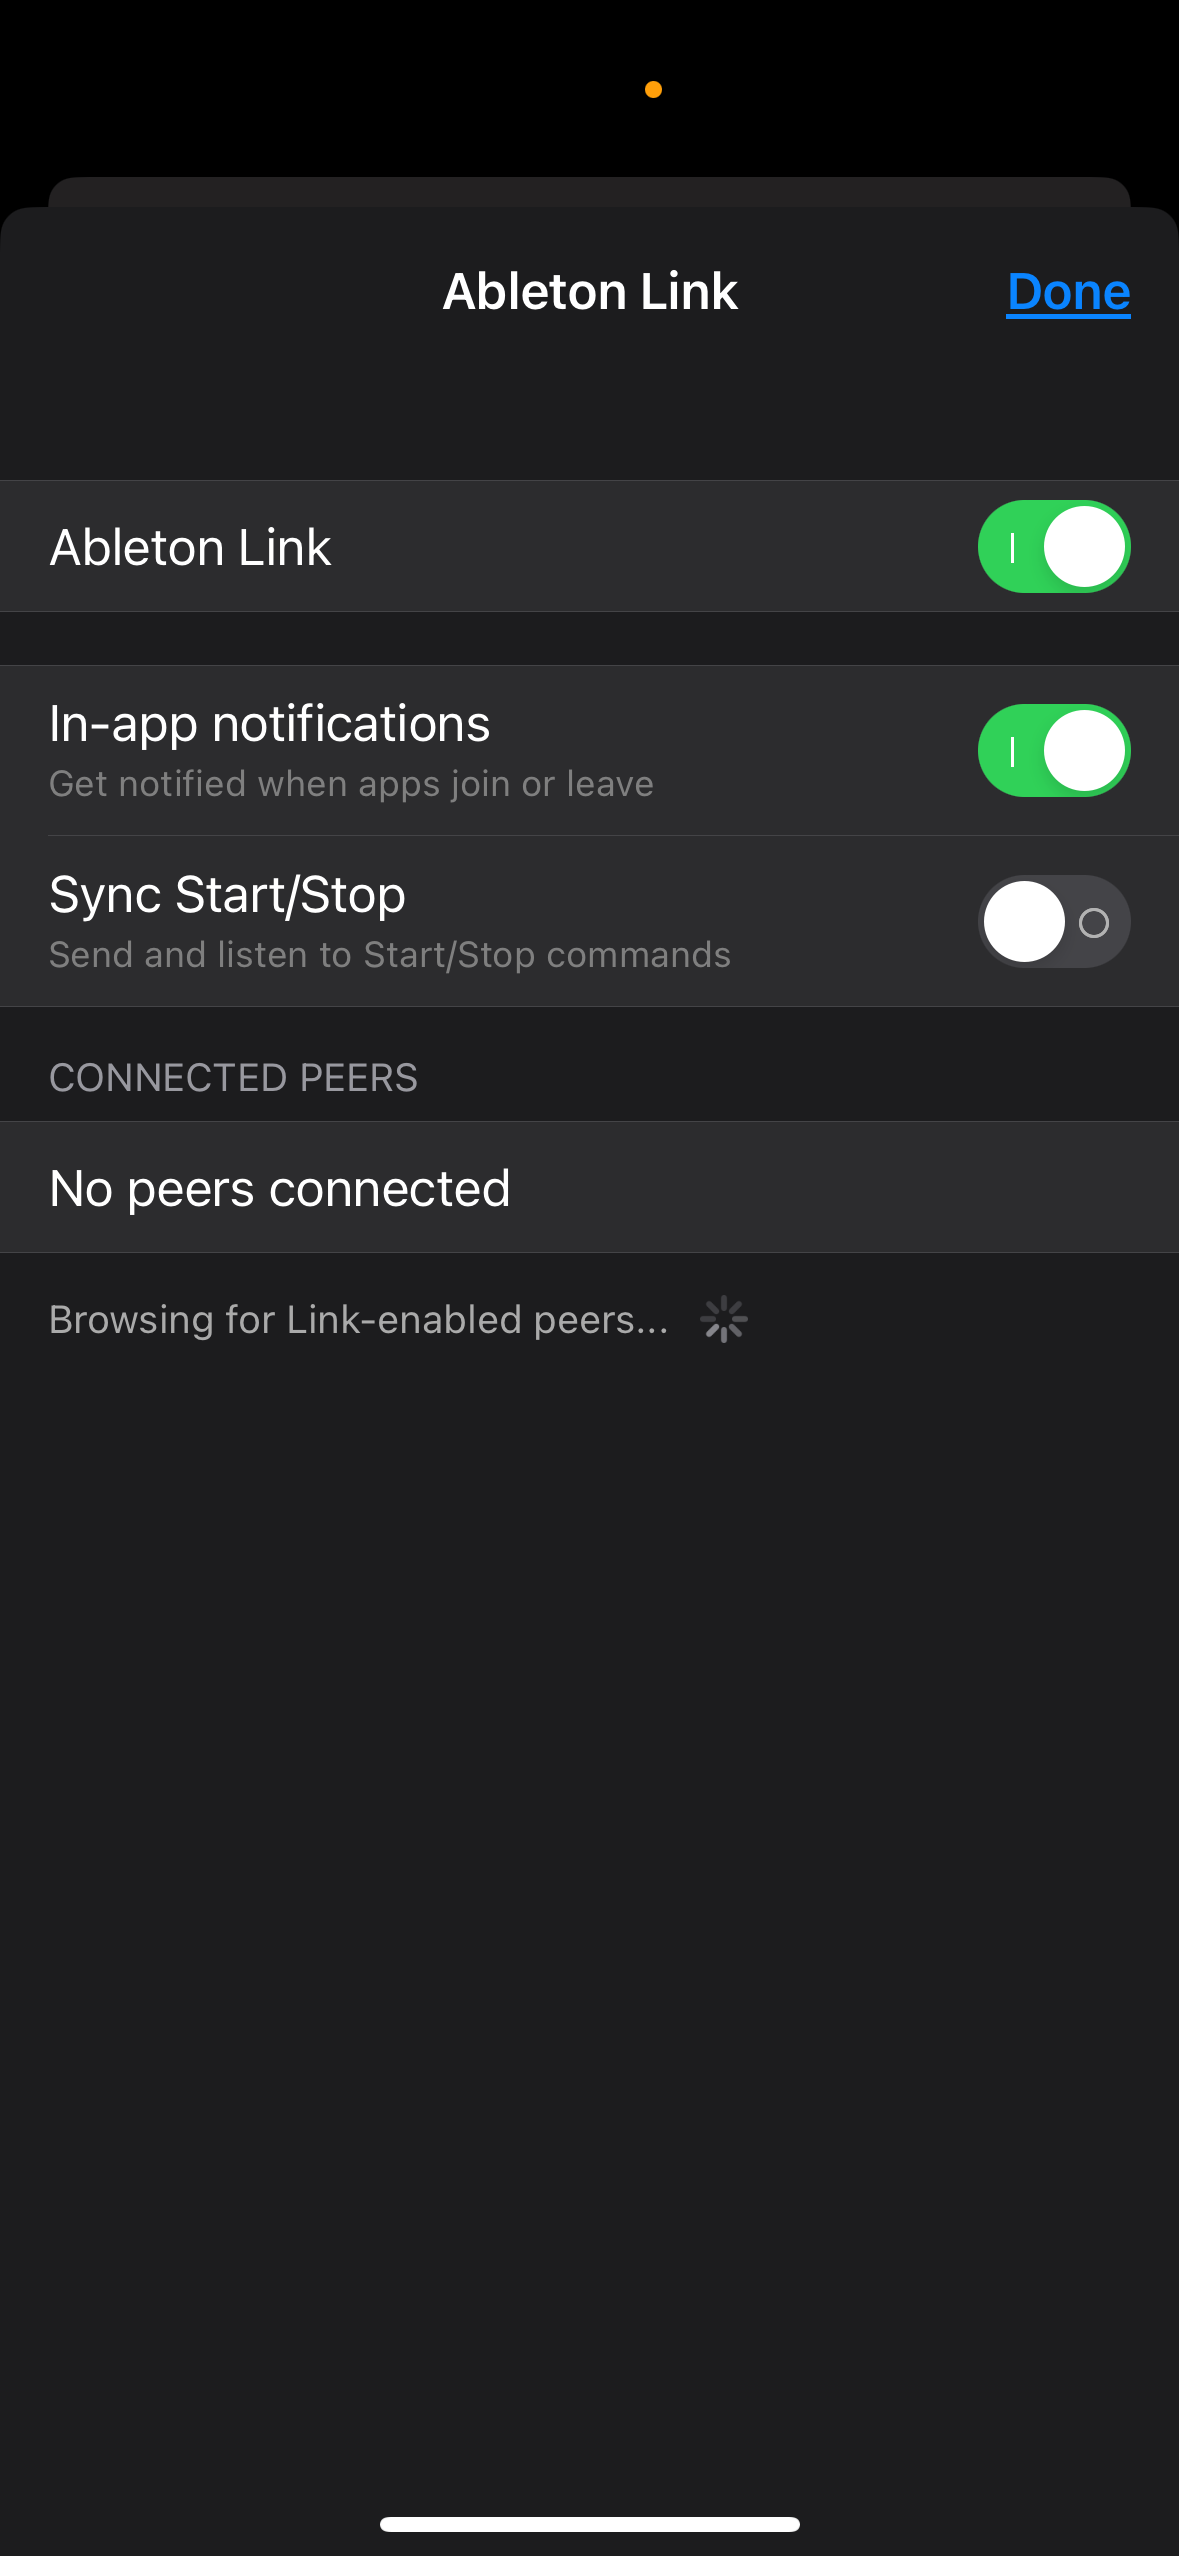 Ableton Link
Done
Ableton Link
In-app notifications
Get notified when apps join or leave
Sync Start/Stop
Send and listen to Start/Stop commands
CONNECTED PEERS
No peers connected
Browsing for Link-enabled peers...